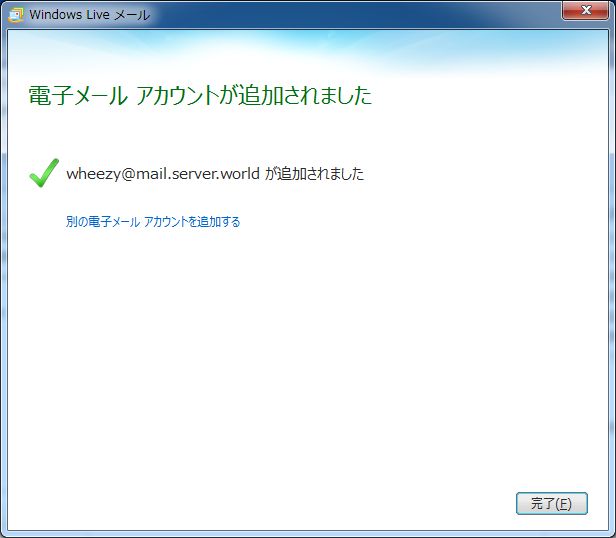 Windows Live メール
電子メール アカウントが追加されました
wheezy@mail.server.world が追加されました
別の電子メール アカウントを追加する
完了(F)